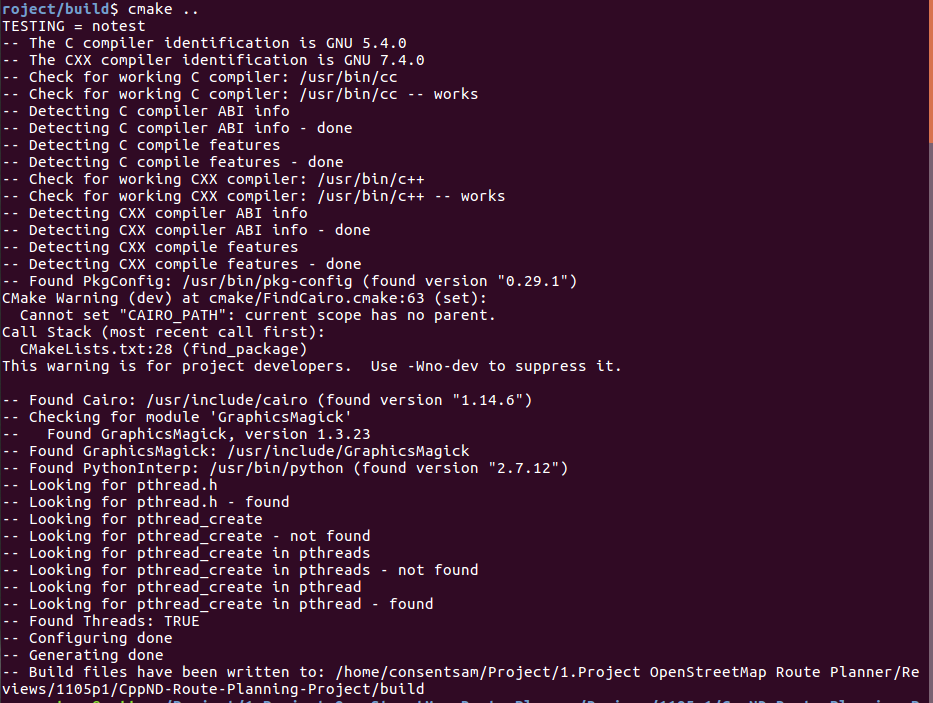 roject/build$ cmake ..
TESTING = notest
-- The C compiler identification is GNU 5.4.0
-- The CXX compiler identification is GNU 7.4.0
-- Check for working C compiler: /usr/bin/cc
-- Check for working C compiler: /usr/bin/cc -- works
-- Detecting C compiler ABI info
-- Detecting C compiler ABI info - done
-- Detecting C compile features
-- Detecting C compile features - done
-- Check for working CXX compiler: /usr/bin/c++
-- Check for working CXX compiler: /usr/bin/c++ -- works
-- Detecting CXX compiler ABI info
-- Detecting CXX compiler ABI info - done
-- Detecting CXX compile features
-- Detecting CXX compile features - done
-- Found PkgConfig: /usr/bin/pkg-config (found version "0.29.1")
CMake Warning (dev) at cmake/FindCairo.cmake:63 (set):
  Cannot set "CAIRO_PATH": current scope has no parent.
Call Stack (most recent call first):
  CMakeLists.txt:28 (find_package)
This warning is for project developers.  Use -Wno-dev to suppress it.

-- Found Cairo: /usr/include/cairo (found version "1.14.6")
-- Checking for module 'GraphicsMagick'
--   Found GraphicsMagick, version 1.3.23
-- Found GraphicsMagick: /usr/include/GraphicsMagick
-- Found PythonInterp: /usr/bin/python (found version "2.7.12")
-- Looking for pthread.h
-- Looking for pthread.h - found
-- Looking for pthread_create
-- Looking for pthread_create - not found
-- Looking for pthread_create in pthreads
-- Looking for pthread_create in pthreads - not found
-- Looking for pthread_create in pthread
-- Looking for pthread_create in pthread - found
-- Found Threads: TRUE
-- Configuring done
-- Generating done
-- Build files have been written to: /home/consentsam/Project/1.Project OpenStreetMap Route Planner/Re
views/1105p1/CppND-Route-Planning-Project/build